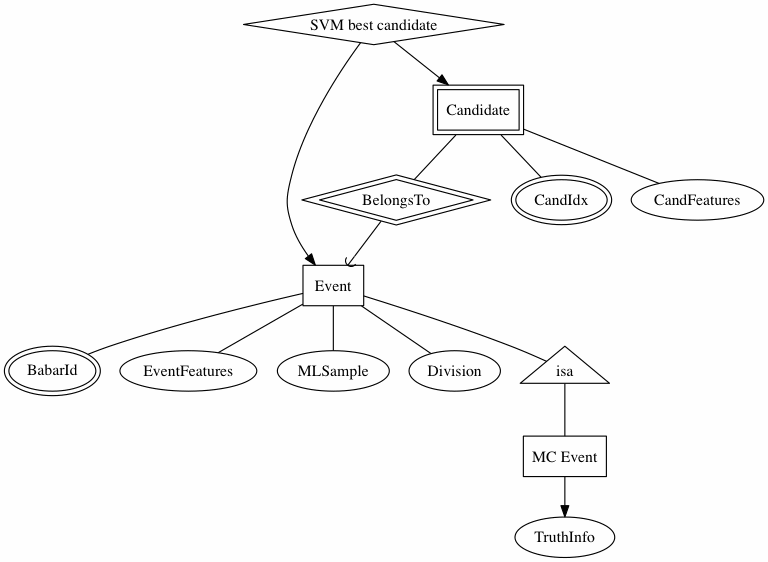 SVM best candidate
Candidate
BelongsTo
CandIdx
CandFeatures
Event
BabarId
EventFeatures
MLSample
Division
isa
MC Event
TruthInfo